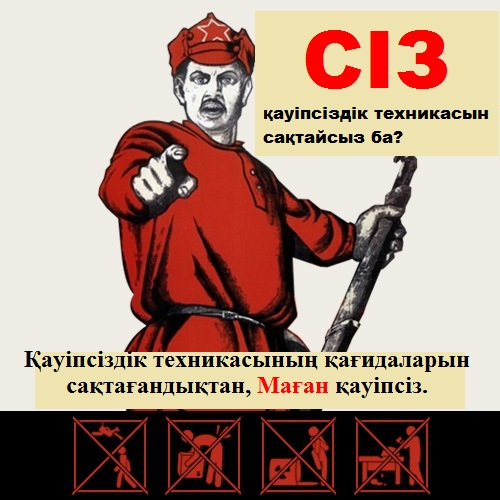 СІЗ
қауіпсіздік техникасын
сақтайсыз ба?
Қауіпсіздік техникасының қағидаларын
сақтағандықтан, Маған қауіпсіз.